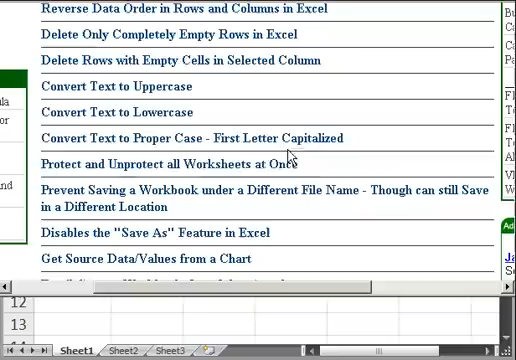 Reverse Data Order in Rows and Columns in Excel
Delete Only Completely Empty Rows in Excel
Delete Rows with Empty Cells in Selected Column
Convert Text to Uppercase
Convert Text to Lowercase
Convert Text to Proper Case - First Letter Capitalized
Protect and Unprotect all Worksheets at Once
Prevent Saving a Workbook under a Different File Name - Though can still Save
in a Different Location
Disables the "Save As" Feature in Excel
Get Source Data/Values from a Chart
12
13
Sheet1 Sheet2 Sheet3